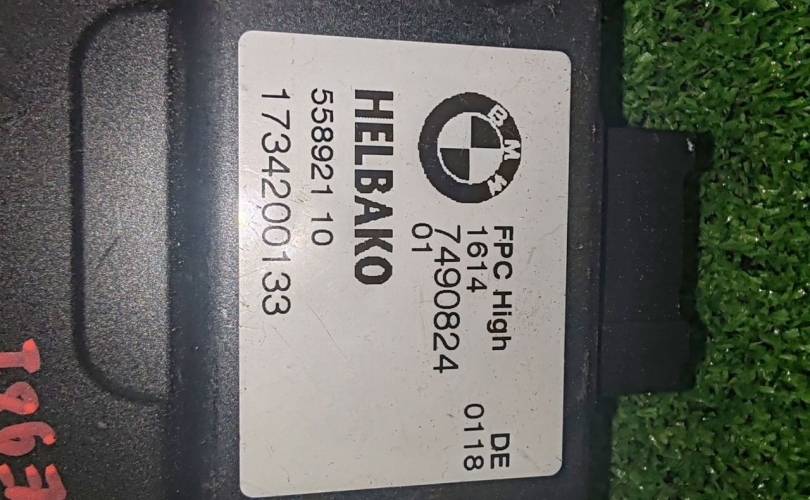 BMW
FPC High DE
1614 0118
7490824
01
HELBAKO
558921 10
1734200133